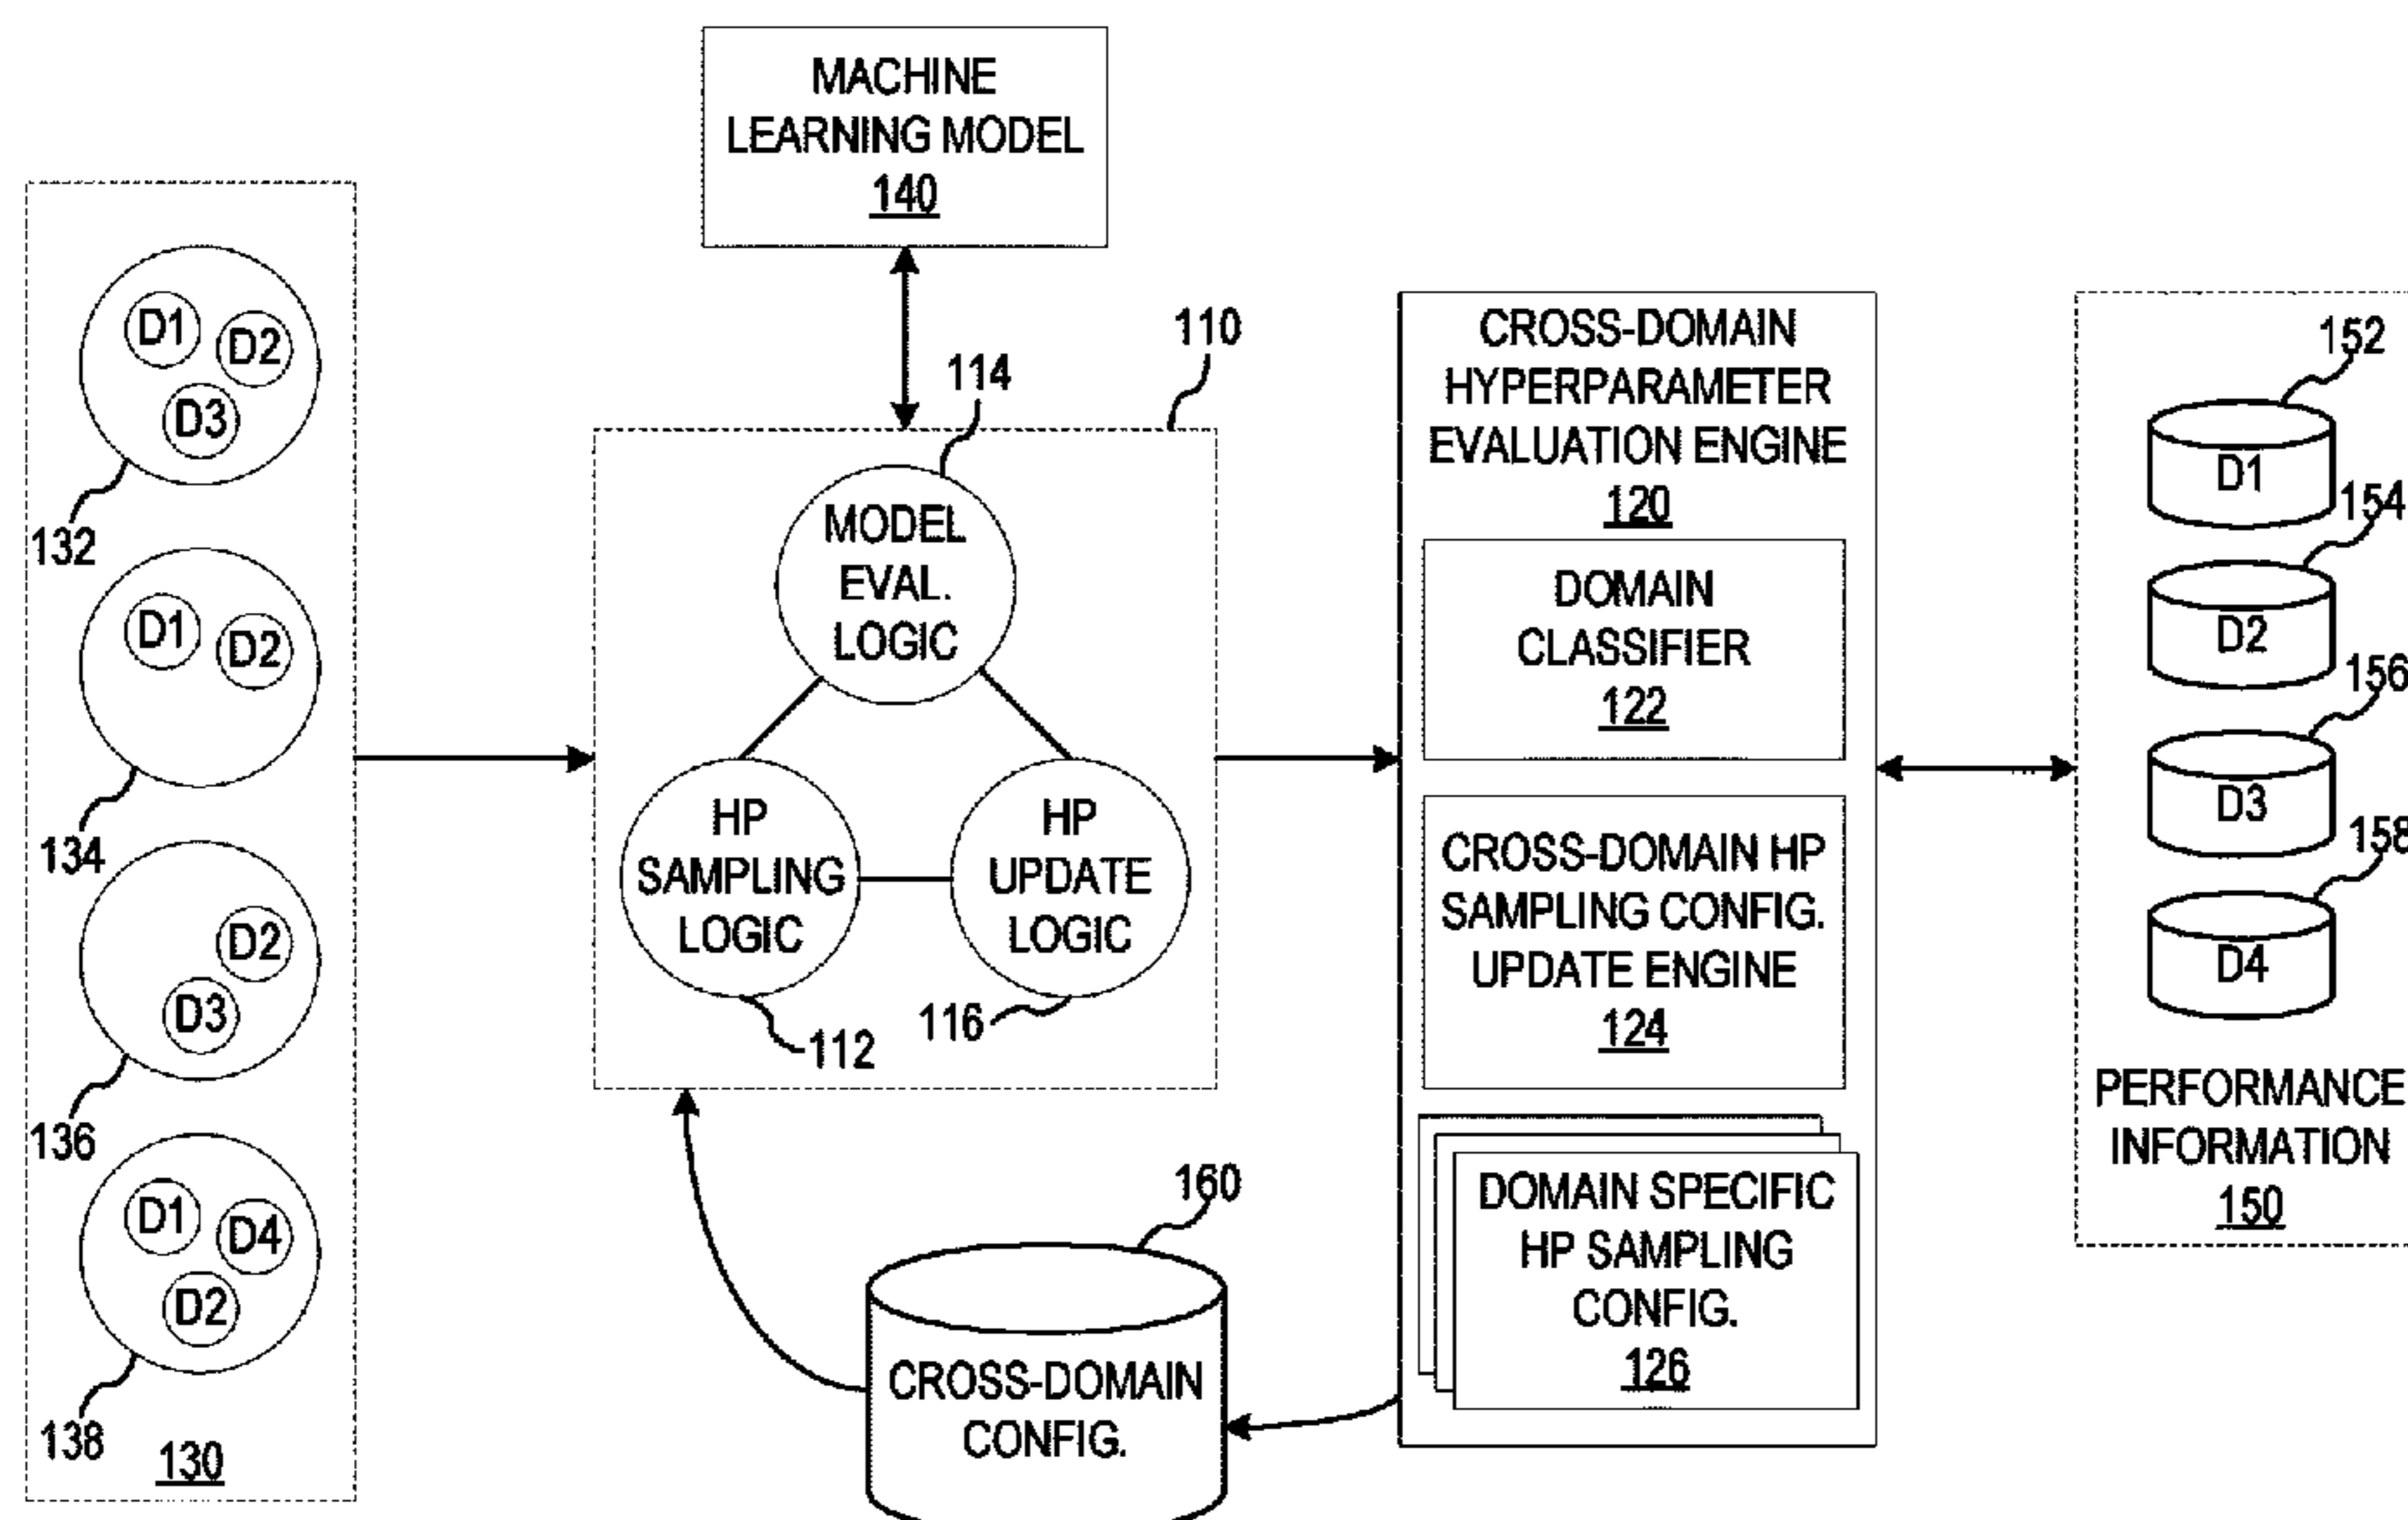 MACHINE
LEARNING MODEL
140
D1
D2
D3
132
D1
D2
134
D2
D3
136
D1
D4
D2
138
130
110
114
MODEL
EVAL.
LOGIC
HP
SAMPLING
LOGIC
HP
UPDATE
LOGIC
112
116
160
CROSS-DOMAIN
CONFIG.
CROSS-DOMAIN
HYPERPARAMETER
EVALUATION ENGINE
120
DOMAIN
CLASSIFIER
122
CROSS-DOMAIN HP
SAMPLING CONFIG.
UPDATE ENGINE
124
DOMAIN SPECIFIC
HP SAMPLING
CONFIG.
126
152
D1
154
D2
156
D3
158
D4
PERFORMANCE
INFORMATION
150